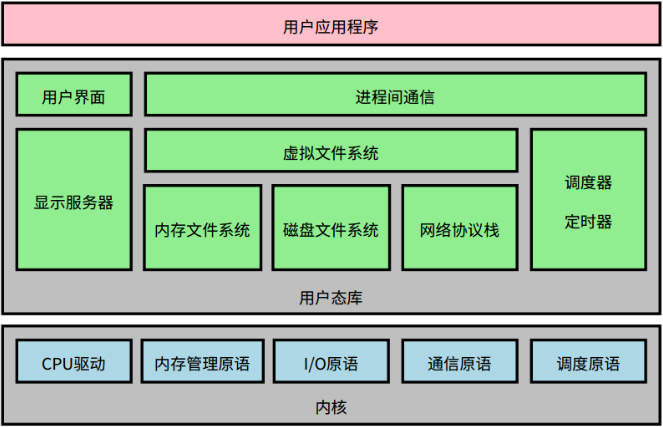 用户应用程序
用户界面
进程间通信
显示服务器
虚拟文件系统
调度器
定时器
内存文件系统
磁盘文件系统
网络协议栈
用户态库
CPU驱动
内存管理原语
I/O原语
通信原语
调度原语
内核